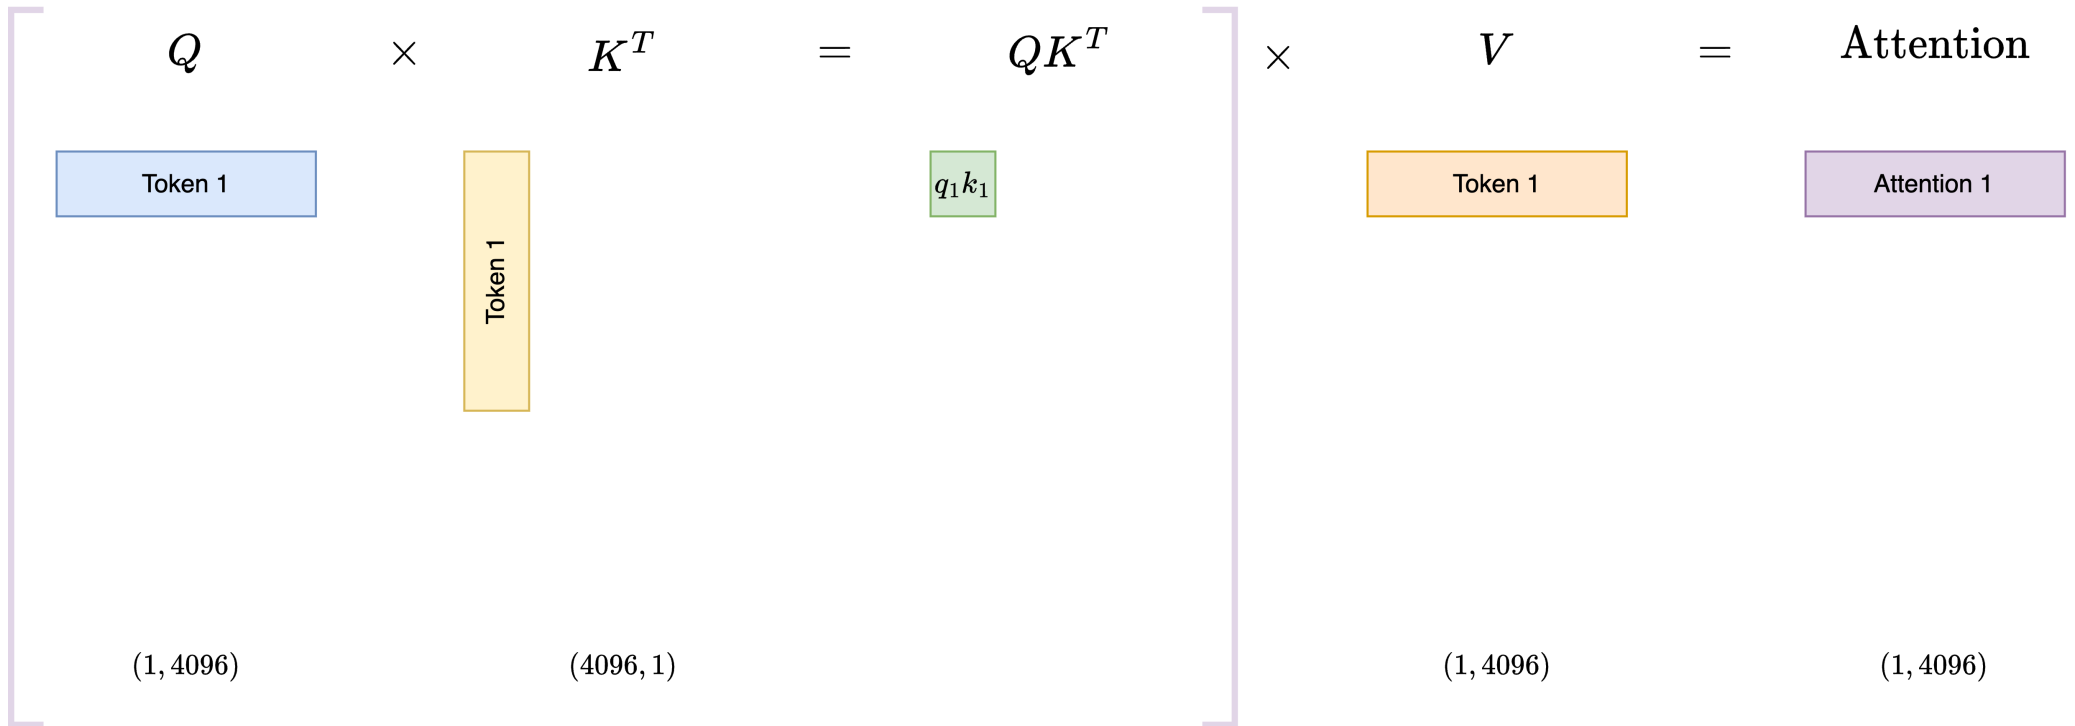 Q × K^T = QK^T × V = Attention
Token 1
Token 1
q₁k₁
Token 1
Attention 1
(1, 4096)
(4096, 1)
(1, 4096)
(1, 4096)